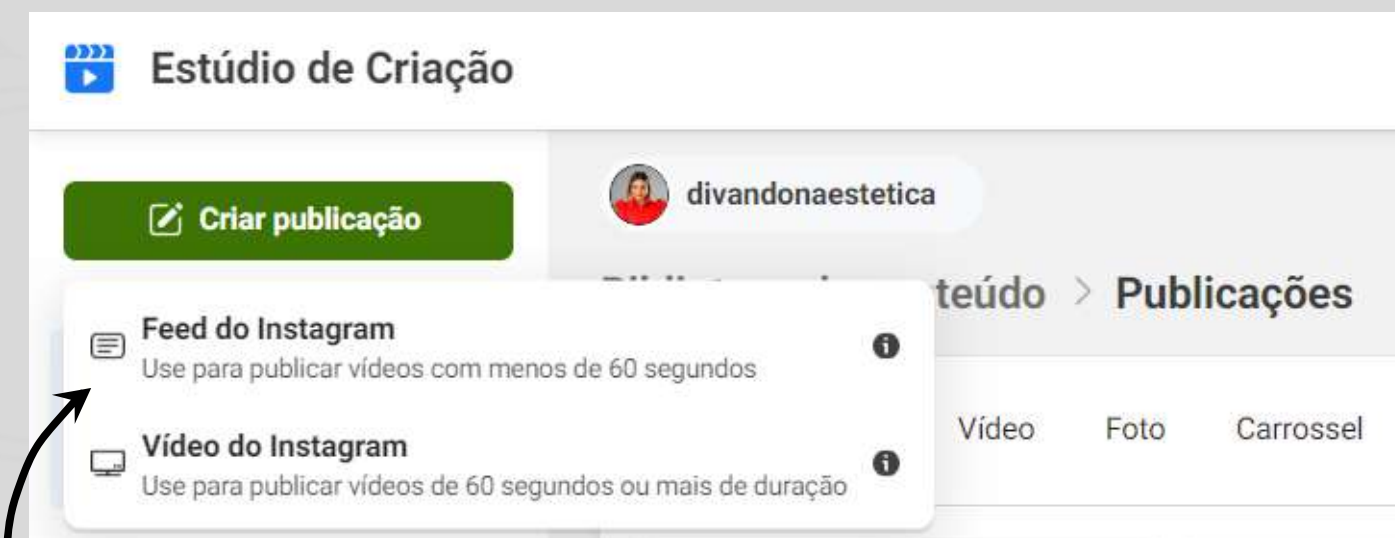 Estúdio de Criação
Criar publicação
divandonaestetica
teúdo > Publicações
Feed do Instagram
Use para publicar vídeos com menos de 60 segundos
Vídeo do Instagram
Use para publicar vídeos de 60 segundos ou mais de duração
Vídeo Foto Carrossel